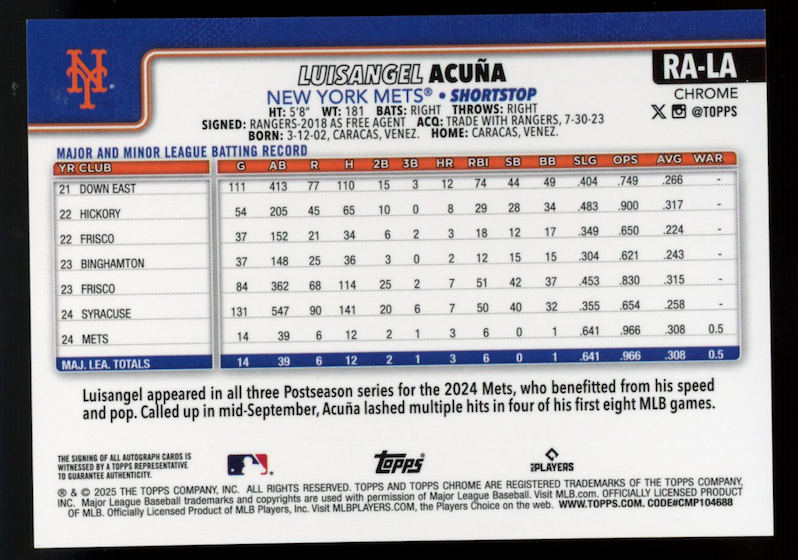 RA-LA
LUISANGEL ACUÑA
CHROME
NEW YORK METS® • SHORTSTOP
@TOPPS
HT: 5'8" WT: 181 BATS: RIGHT THROWS: RIGHT
SIGNED: RANGERS-2018 AS FREE AGENT ACQ: TRADE WITH RANGERS, 7-30-23
BORN: 3-12-02, CARACAS, VENEZ. HOME: CARACAS, VENEZ.
MAJOR AND MINOR LEAGUE BATTING RECORD
YR CLUB G AB R H 2B 3B HR RBI SB BB SLG OPS AVG WAR
21 DOWN EAST 111 413 77 110 15 3 12 74 44 49 .404 .749 .266 -
22 HICKORY 54 205 45 65 10 0 8 29 28 34 .483 .900 .317 -
22 FRISCO 37 152 21 34 6 2 3 18 12 17 .349 .650 .224 -
23 BINGHAMTON 37 148 25 36 3 0 2 12 15 15 .304 .621 .243 -
23 FRISCO 84 362 68 114 25 2 7 51 42 37 .453 .830 .315 -
24 SYRACUSE 131 547 90 141 20 6 7 50 40 32 .355 .654 .258 -
24 METS 14 39 6 12 2 1 3 6 0 1 .641 .966 .308 0.5
MAJ. LEA. TOTALS 14 39 6 12 2 1 3 6 0 1 .641 .966 .308 0.5
Luisangel appeared in all three Postseason series for the 2024 Mets, who benefitted from his speed
and pop. Called up in mid-September, Acuña lashed multiple hits in four of his first eight MLB games.
THE SIGNING OF ALL AUTOGRAPH CARDS IS
WITNESSED BY A TOPPS REPRESENTATIVE
TO GUARANTEE AUTHENTICITY.
Topps®
PLAYERS
® & © 2025 THE TOPPS COMPANY, INC. ALL RIGHTS RESERVED. TOPPS AND TOPPS CHROME ARE REGISTERED TRADEMARKS OF THE TOPPS COMPANY,
INC. Major League Baseball trademarks and copyrights are used with permission of Major League Baseball. Visit MLB.com. OFFICIALLY LICENSED PRODUCT
OF MLB. Officially Licensed Product of MLB Players, Inc. Visit MLBPLAYERS.COM, the Players Choice on the web. WWW.TOPPS.COM. CODE#CMP104688